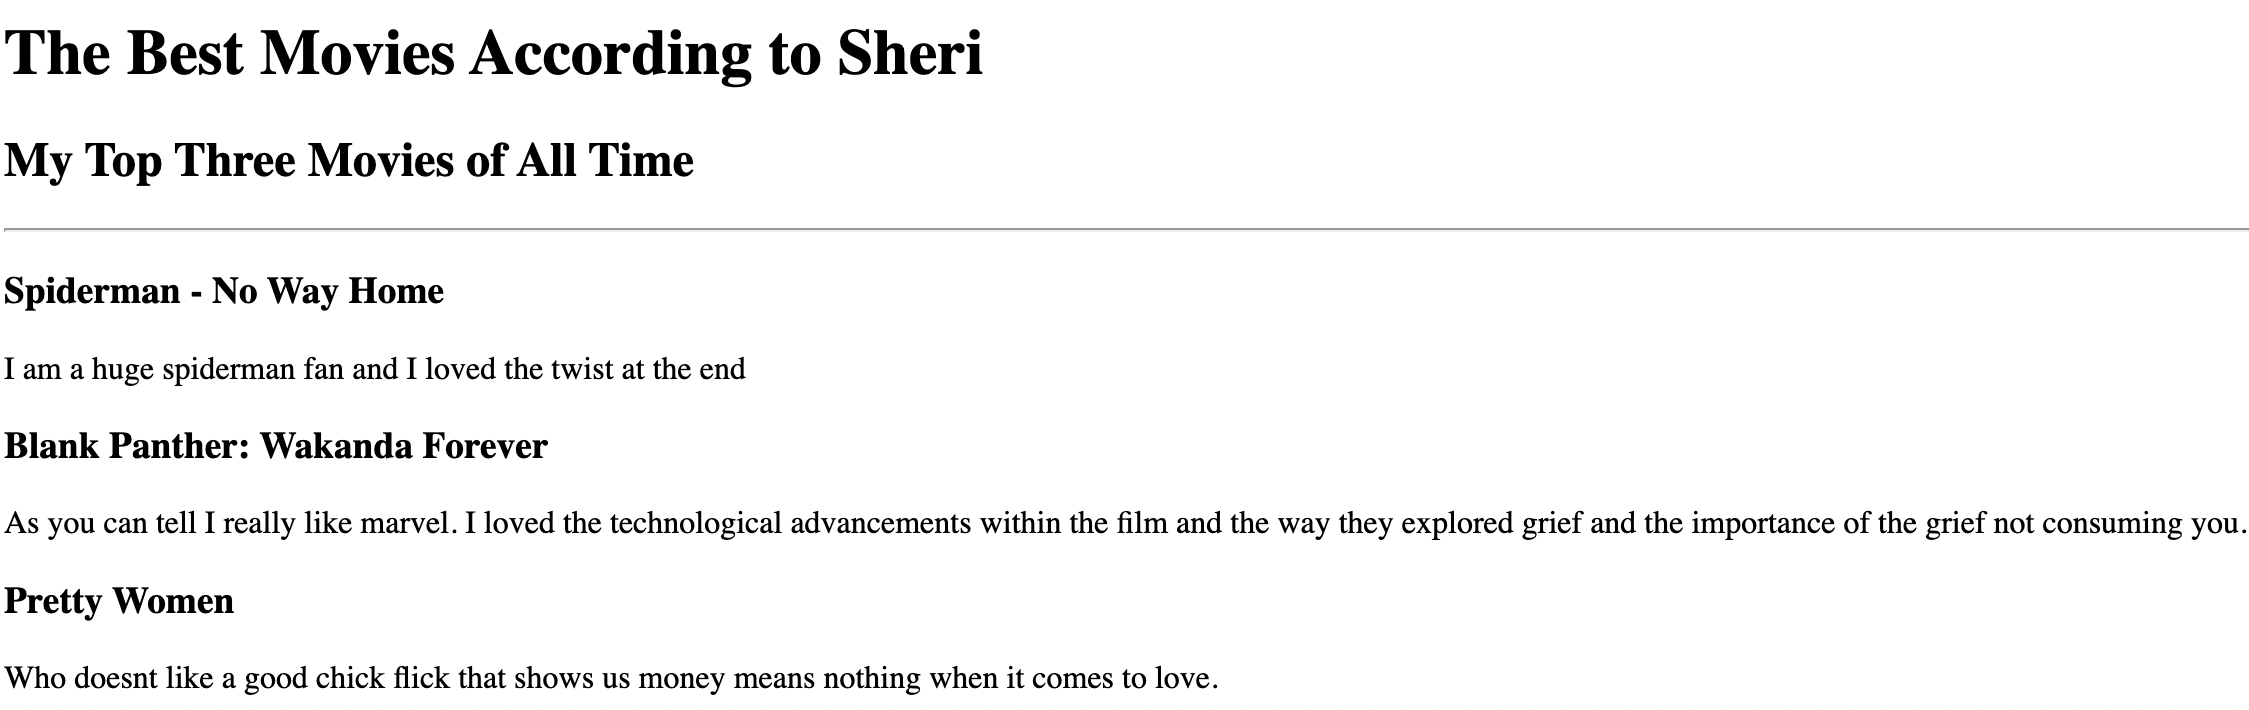 The Best Movies According to Sheri
My Top Three Movies of All Time
Spiderman - No Way Home
I am a huge spiderman fan and I loved the twist at the end
Blank Panther: Wakanda Forever
As you can tell I really like marvel. I loved the technological advancements within the film and the way they explored grief and the importance of the grief not consuming you.
Pretty Women
Who doesnt like a good chick flick that shows us money means nothing when it comes to love.